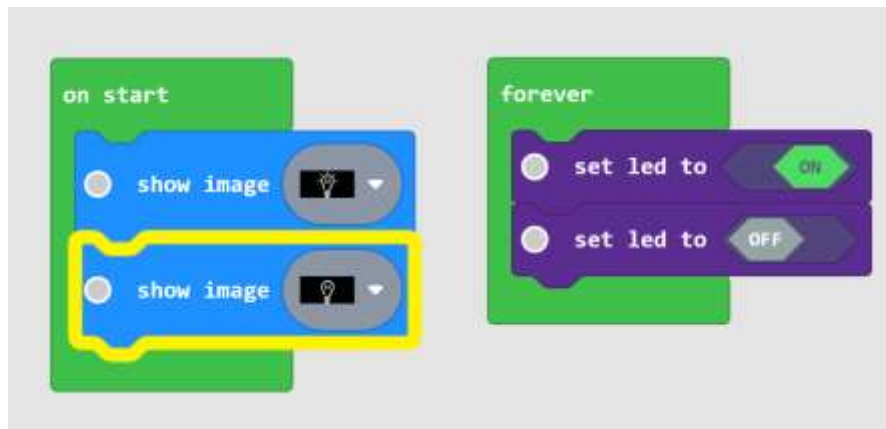 on start
show image
show image
forever
set led to ON
set led to OFF